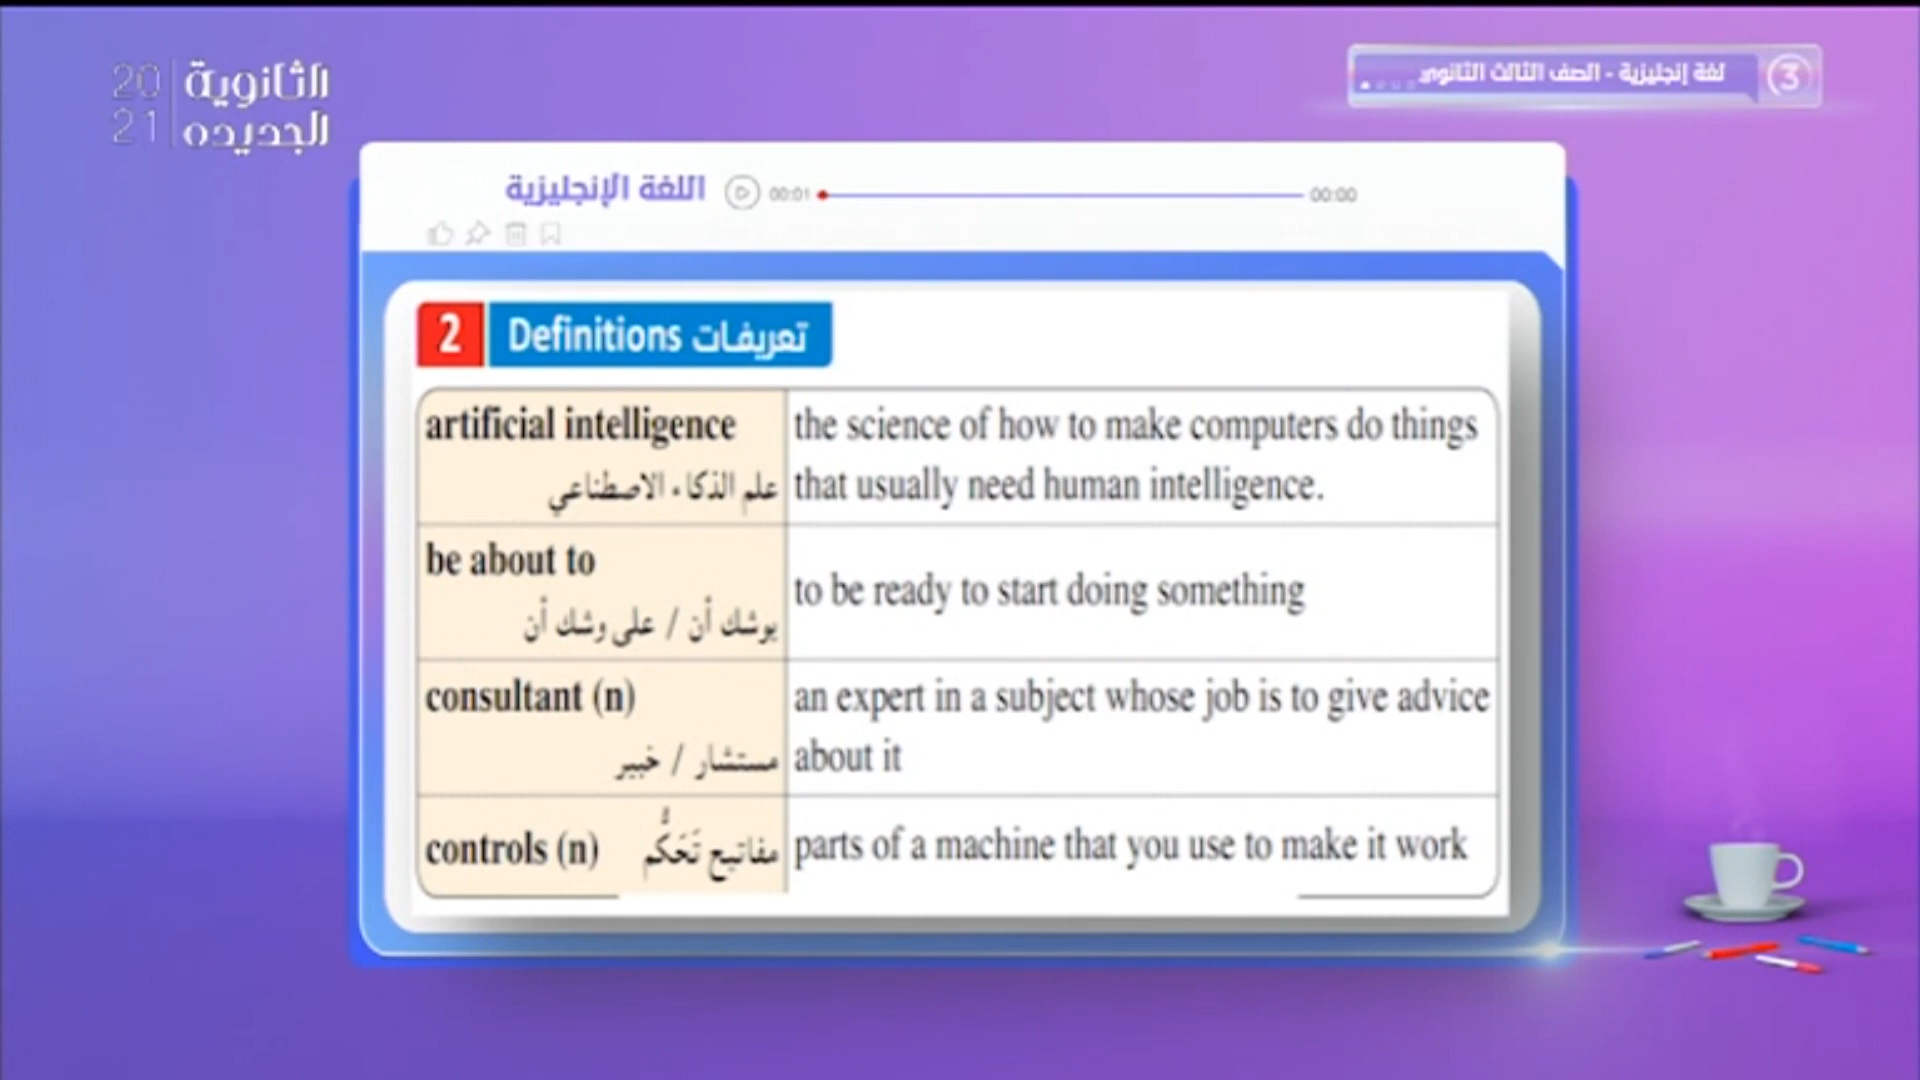 20 الثانوية
21 الجديدة
لغة إنجليزية - الصف الثالث الثانوي 3
اللغة الإنجليزية 00:01 00:00
2 Definitions تعريفات
artificial intelligence the science of how to make computers do things
علم الذكاء الاصطناعي that usually need human intelligence.
be about to
to be ready to start doing something
يوشك أن / على وشك أن
consultant (n) an expert in a subject whose job is to give advice
مستشار / خبير about it
controls (n) مفاتيح تَحَكُّم parts of a machine that you use to make it work